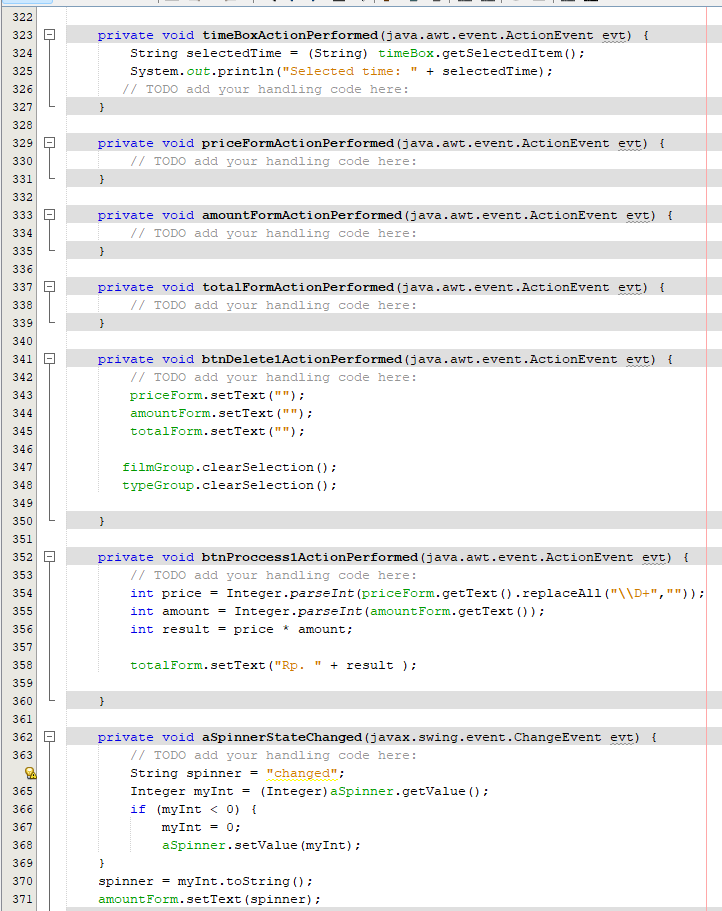 322
323 private void timeBoxActionPerformed(java.awt.event.ActionEvent evt) {
324 String selectedTime = (String) timeBox.getSelectedItem();
325 System.out.println("Selected time: " + selectedTime);
326 // TODO add your handling code here:
327 }
328
329 private void priceFormActionPerformed(java.awt.event.ActionEvent evt) {
330 // TODO add your handling code here:
331 }
332
333 private void amountFormActionPerformed(java.awt.event.ActionEvent evt) {
334 // TODO add your handling code here:
335 }
336
337 private void totalFormActionPerformed(java.awt.event.ActionEvent evt) {
338 // TODO add your handling code here:
339 }
340
341 private void btnDelete1ActionPerformed(java.awt.event.ActionEvent evt) {
342 // TODO add your handling code here:
343 priceForm.setText("");
344 amountForm.setText("");
345 totalForm.setText("");
346
347 filmGroup.clearSelection();
348 typeGroup.clearSelection();
349
350 }
351
352 private void btnProccess1ActionPerformed(java.awt.event.ActionEvent evt) {
353 // TODO add your handling code here:
354 int price = Integer.parseInt(priceForm.getText().replaceAll("\\D+",""));
355 int amount = Integer.parseInt(amountForm.getText());
356 int result = price * amount;
357
358 totalForm.setText("Rp. " + result );
359
360 }
361
362 private void aSpinnerStateChanged(javax.swing.event.ChangeEvent evt) {
363 // TODO add your handling code here:
String spinner = "changed";
365 Integer myInt = (Integer)aSpinner.getValue();
366 if (myInt < 0) {
367 myInt = 0;
368 aSpinner.setValue(myInt);
369 }
370 spinner = myInt.toString();
371 amountForm.setText(spinner);